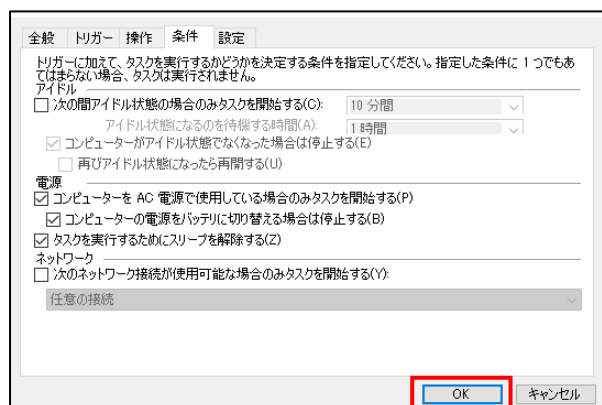 全般 トリガー 操作 条件 設定
トリガーに加えて、タスクを実行するかどうかを決定する条件を指定してください。指定した条件に 1 つでもあ
てはまらない場合、タスクは実行されません。
アイドル
次の間アイドル状態の場合のみタスクを開始する(C): 10 分間
アイドル状態になるのを待機する時間(A): 1 時間
コンピューターがアイドル状態でなくなった場合は停止する(E)
再びアイドル状態になったら再開する(U)
電源
コンピューターを AC 電源で使用している場合のみタスクを開始する(P)
コンピューターの電源をバッテリに切り替える場合は停止する(B)
タスクを実行するためにスリープを解除する(Z)
ネットワーク
次のネットワーク接続が使用可能な場合のみタスクを開始する(Y):
任意の接続
OK キャンセル